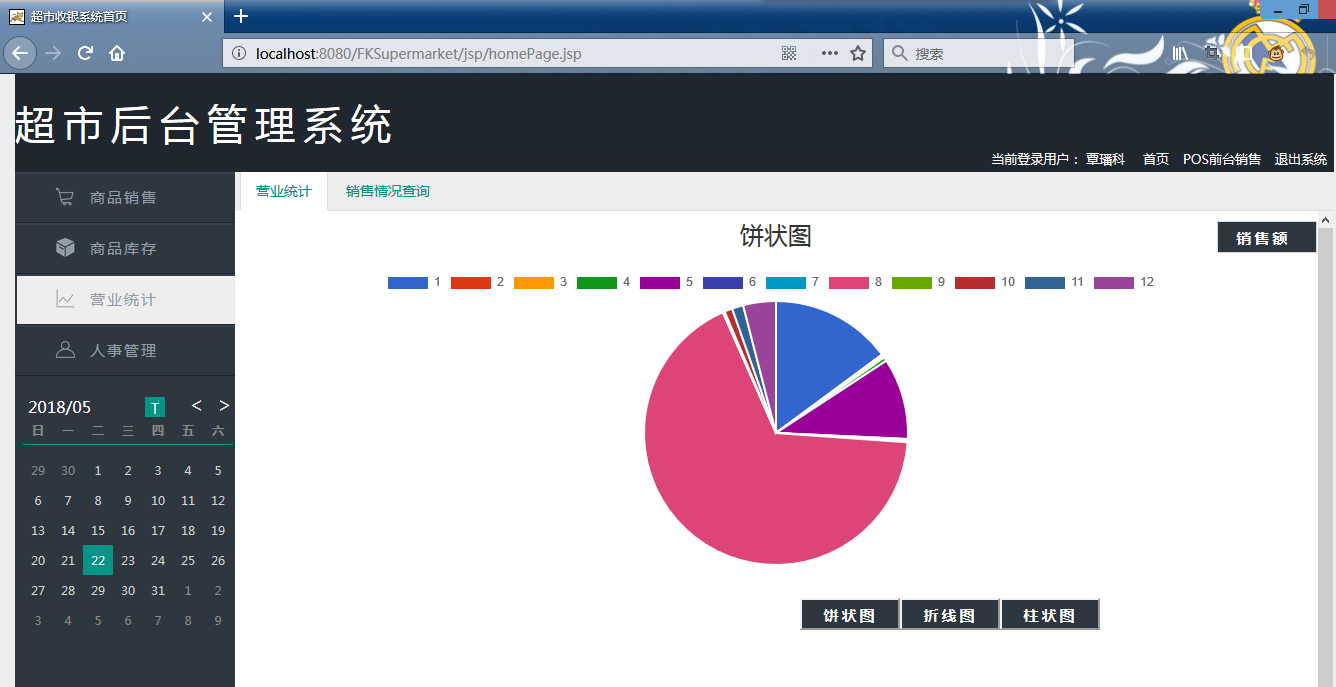 超市收银系统首页
localhost:8080/FKSupermarket/jsp/homePage.jsp
搜索
超市后台管理系统
当前登录用户： 覃璠科 首页 POS前台销售 退出系统
商品销售
商品库存
营业统计
人事管理
2018/05 T < >
日 一 二 三 四 五 六
29 30 1 2 3 4 5
6 7 8 9 10 11 12
13 14 15 16 17 18 19
20 21 22 23 24 25 26
27 28 29 30 31 1 2
3 4 5 6 7 8 9
营业统计 销售情况查询
饼状图
销售额
1 2 3 4 5 6 7 8 9 10 11 12
饼状图 折线图 柱状图